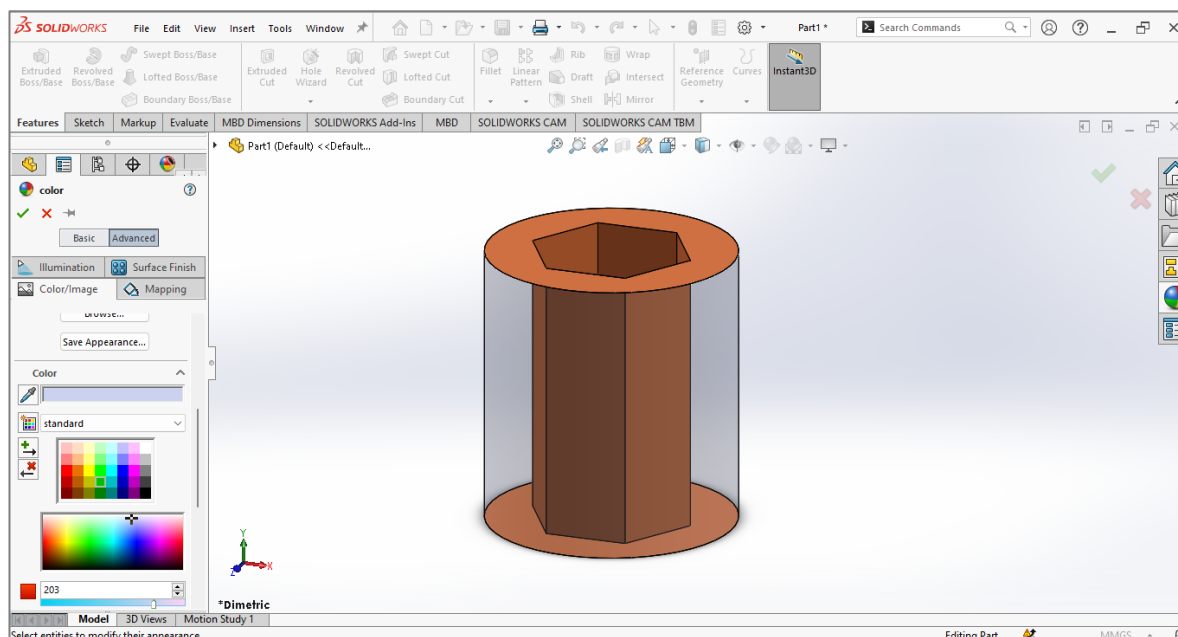 SOLIDWORKS File Edit View Insert Tools Window Part1 * Search Commands
Extruded Boss/Base
Revolved Boss/Base
Swept Boss/Base
Lofted Boss/Base
Boundary Boss/Base
Extruded Cut
Hole Wizard
Revolved Cut
Swept Cut
Lofted Cut
Boundary Cut
Fillet
Linear Pattern
Rib
Draft
Shell
Wrap
Intersect
Mirror
Reference Geometry
Curves
Instant3D
Features Sketch Markup Evaluate MBD Dimensions SOLIDWORKS Add-Ins MBD SOLIDWORKS CAM SOLIDWORKS CAM TBM
Part1 (Default) <<Default...
color
Basic Advanced
Illumination Surface Finish
Color/Image Mapping
Browse...
Save Appearance...
Color
standard
203
Y
X
Z
*Dimetric
Model 3D Views Motion Study 1
Select entities to modify their appearance
Editing Part MMGS